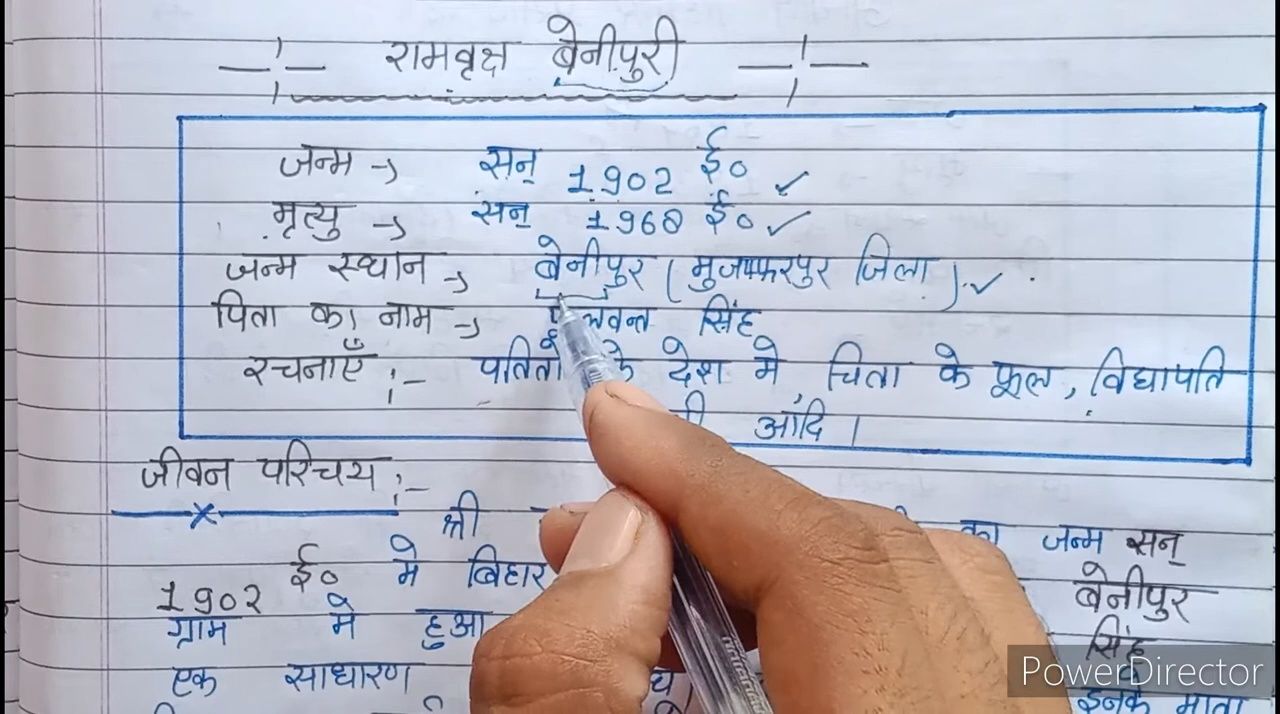 रामवृक्ष बेनीपुरी
जन्म → सन् 1902 ई०
मृत्यु → सन् 1968 ई०
जन्म स्थान → बेनीपुर (मुजफ्फरपुर जिला)
पिता का नाम → सिंह
रचनाएँ :- देश में, चिता के फूल, विद्यापति
आदि ।
जीवन परिचय :-
श्री का जन्म सन्
1902 ई० में बिहार बेनीपुर
ग्राम में हुआ सिंह
एक साधारण इनके माता
PowerDirector